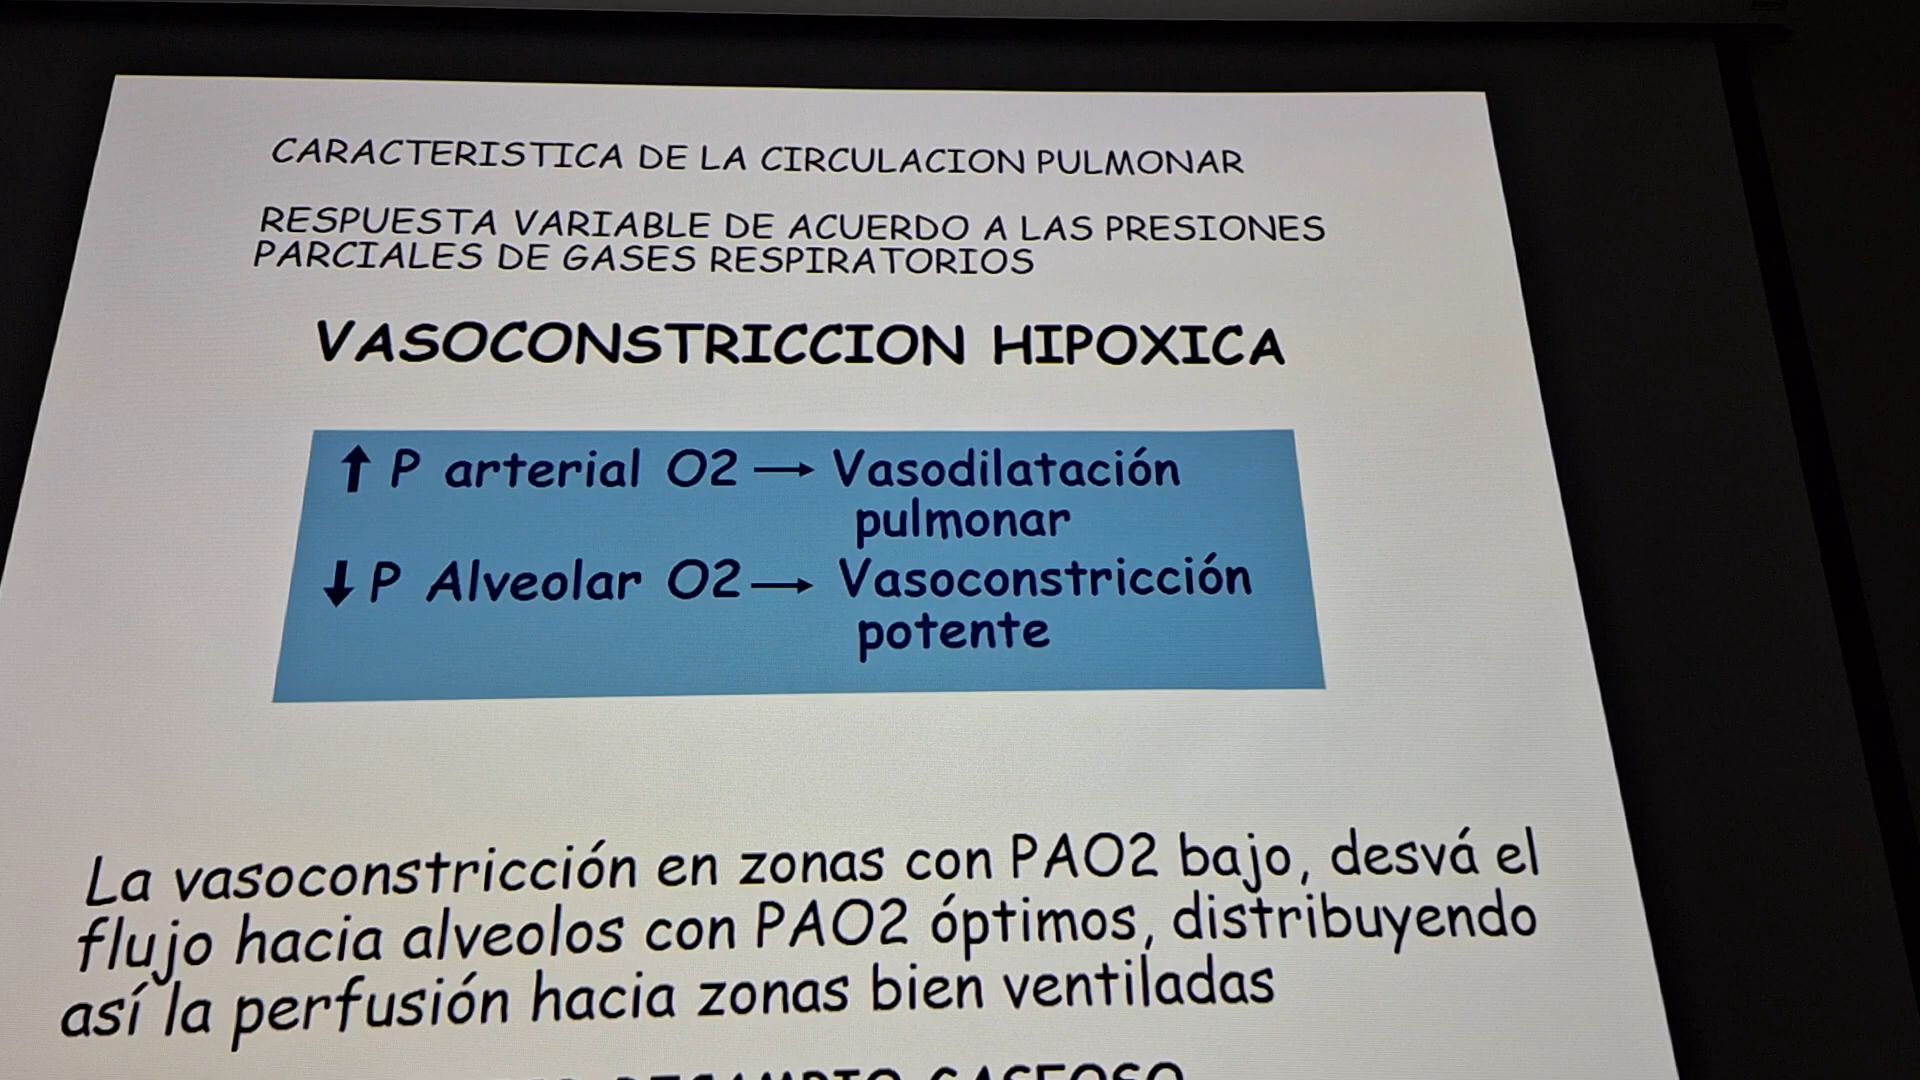 CARACTERISTICA DE LA CIRCULACION PULMONAR
RESPUESTA VARIABLE DE ACUERDO A LAS PRESIONES
PARCIALES DE GASES RESPIRATORIOS
VASOCONSTRICCION HIPOXICA
↑ P arterial O2 → Vasodilatación
pulmonar
↓ P Alveolar O2 → Vasoconstricción
potente
La vasoconstricción en zonas con PAO2 bajo, desvá el
flujo hacia alveolos con PAO2 óptimos, distribuyendo
así la perfusión hacia zonas bien ventiladas
GASEOSO